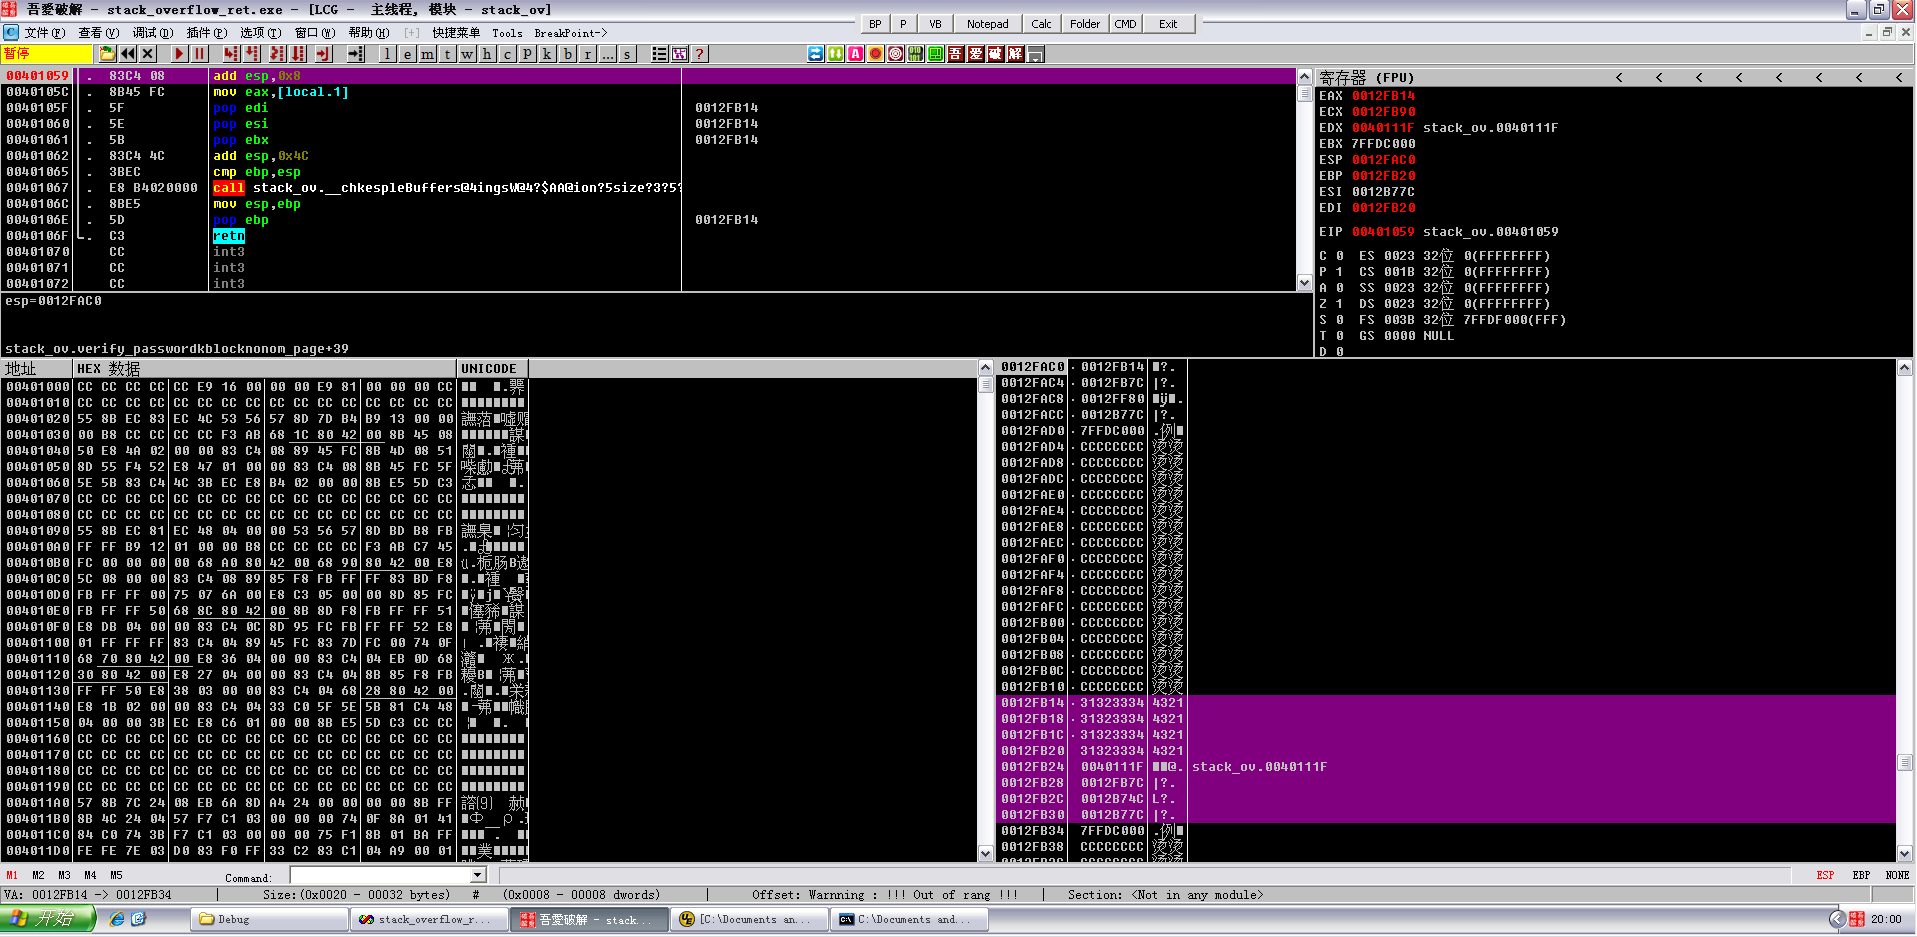 吾愛破解 - stack_overflow_ret.exe - [LCG - 主线程, 模块 - stack_ov]
BP P VB Notepad Calc Folder CMD Exit
文件(F) 查看(V) 调试(D) 插件(P) 选项(T) 窗口(W) 帮助(H) [+] 快捷菜单 Tools BreakPoint->
暂停 l e m t w h c p k b r ... s ? 吾 爱 破 解
00401059 . 83C4 08 add esp,0x8
0040105C . 8B45 FC mov eax,[local.1]
0040105F . 5F pop edi 0012FB14
00401060 . 5E pop esi 0012FB14
00401061 . 5B pop ebx 0012FB14
00401062 . 83C4 4C add esp,0x4C
00401065 . 3BEC cmp ebp,esp
00401067 . E8 B4020000 call stack_ov.__chkespleBuffers@4ingsW@4?$AA@ion?5size?3?5?
0040106C . 8BE5 mov esp,ebp
0040106E . 5D pop ebp 0012FB14
0040106F . C3 retn
00401070 CC int3
00401071 CC int3
00401072 CC int3
esp=0012FAC0
stack_ov.verify_passwordkblocknonom_page+39
寄存器 (FPU) < < < < < < < <
EAX 0012FB14
ECX 0012FB90
EDX 0040111F stack_ov.0040111F
EBX 7FFDC000
ESP 0012FAC0
EBP 0012FB20
ESI 0012B77C
EDI 0012FB20
EIP 00401059 stack_ov.00401059
C 0 ES 0023 32位 0(FFFFFFFF)
P 1 CS 001B 32位 0(FFFFFFFF)
A 0 SS 0023 32位 0(FFFFFFFF)
Z 1 DS 0023 32位 0(FFFFFFFF)
S 0 FS 003B 32位 7FFDF000(FFF)
T 0 GS 0000 NULL
D 0
地址 HEX 数据 UNICODE
00401000 CC CC CC CC CC E9 16 00 00 00 E9 81 00 00 00 CC
00401010 CC CC CC CC CC CC CC CC CC CC CC CC CC CC CC CC
00401020 55 8B EC 83 EC 4C 53 56 57 8D 7D B4 B9 13 00 00
00401030 00 B8 CC CC CC CC F3 AB 68 1C 80 42 00 8B 45 08
00401040 50 E8 4A 02 00 00 83 C4 08 89 45 FC 8B 4D 08 51
00401050 8D 55 F4 52 E8 47 01 00 00 83 C4 08 8B 45 FC 5F
00401060 5E 5B 83 C4 4C 3B EC E8 B4 02 00 00 8B E5 5D C3
00401070 CC CC CC CC CC CC CC CC CC CC CC CC CC CC CC CC
00401080 CC CC CC CC CC CC CC CC CC CC CC CC CC CC CC CC
00401090 55 8B EC 81 EC 48 04 00 00 53 56 57 8D BD B8 FB
004010A0 FF FF B9 12 01 00 00 B8 CC CC CC CC F3 AB C7 45
004010B0 FC 00 00 00 00 68 A0 80 42 00 68 90 80 42 00 E8
004010C0 5C 08 00 00 83 C4 08 89 85 F8 FB FF FF 83 BD F8
004010D0 FB FF FF 00 75 07 6A 00 E8 C3 05 00 00 8D 85 FC
004010E0 FB FF FF 50 68 8C 80 42 00 8B 8D F8 FB FF FF 51
004010F0 E8 DB 04 00 00 83 C4 0C 8D 95 FC FB FF FF 52 E8
00401100 01 FF FF FF 83 C4 04 89 45 FC 83 7D FC 00 74 0F
00401110 68 70 80 42 00 E8 36 04 00 00 83 C4 04 EB 0D 68
00401120 30 80 42 00 E8 27 04 00 00 83 C4 04 8B 85 F8 FB
00401130 FF FF 50 E8 38 03 00 00 83 C4 04 68 28 80 42 00
00401140 E8 1B 02 00 00 83 C4 04 33 C0 5F 5E 5B 81 C4 48
00401150 04 00 00 3B EC E8 C6 01 00 00 8B E5 5D C3 CC CC
00401160 CC CC CC CC CC CC CC CC CC CC CC CC CC CC CC CC
00401170 CC CC CC CC CC CC CC CC CC CC CC CC CC CC CC CC
00401180 CC CC CC CC CC CC CC CC CC CC CC CC CC CC CC CC
00401190 CC CC CC CC CC CC CC CC CC CC CC CC CC CC CC CC
004011A0 57 8B 7C 24 08 EB 6A 8D A4 24 00 00 00 00 8B FF
004011B0 8B 4C 24 04 57 F7 C1 03 00 00 00 74 0F 8A 01 41
004011C0 84 C0 74 3B F7 C1 03 00 00 00 75 F1 8B 01 BA FF
004011D0 FE FE 7E 03 D0 83 F0 FF 33 C2 83 C1 04 A9 00 01
0012FAC0 0012FB14 ?.
0012FAC4 0012FB7C |?.
0012FAC8 0012FF80
0012FACC 0012B77C |?.
0012FAD0 7FFDC000 .例
0012FAD4 CCCCCCCC 烫烫
0012FAD8 CCCCCCCC 烫烫
0012FADC CCCCCCCC 烫烫
0012FAE0 CCCCCCCC 烫烫
0012FAE4 CCCCCCCC 烫烫
0012FAE8 CCCCCCCC 烫烫
0012FAEC CCCCCCCC 烫烫
0012FAF0 CCCCCCCC 烫烫
0012FAF4 CCCCCCCC 烫烫
0012FAF8 CCCCCCCC 烫烫
0012FAFC CCCCCCCC 烫烫
0012FB00 CCCCCCCC 烫烫
0012FB04 CCCCCCCC 烫烫
0012FB08 CCCCCCCC 烫烫
0012FB0C CCCCCCCC 烫烫
0012FB10 CCCCCCCC 烫烫
0012FB14 31323334 4321
0012FB18 31323334 4321
0012FB1C 31323334 4321
0012FB20 31323334 4321
0012FB24 0040111F @. stack_ov.0040111F
0012FB28 0012FB7C |?.
0012FB2C 0012B74C L?.
0012FB30 0012B77C |?.
0012FB34 7FFDC000 .例
0012FB38 CCCCCCCC 烫烫
M1 M2 M3 M4 M5 Command: ESP EBP NONE
VA: 0012FB14 -> 0012FB34 Size:(0x0020 - 00032 bytes) # (0x0008 - 00008 dwords) Offset: Warnning : !!! Out of rang !!! Section: <Not in any module>
开始 Debug stack_overflow_r... 吾愛破解 - stack... [C:\Documents an... C:\Documents and... 20:00